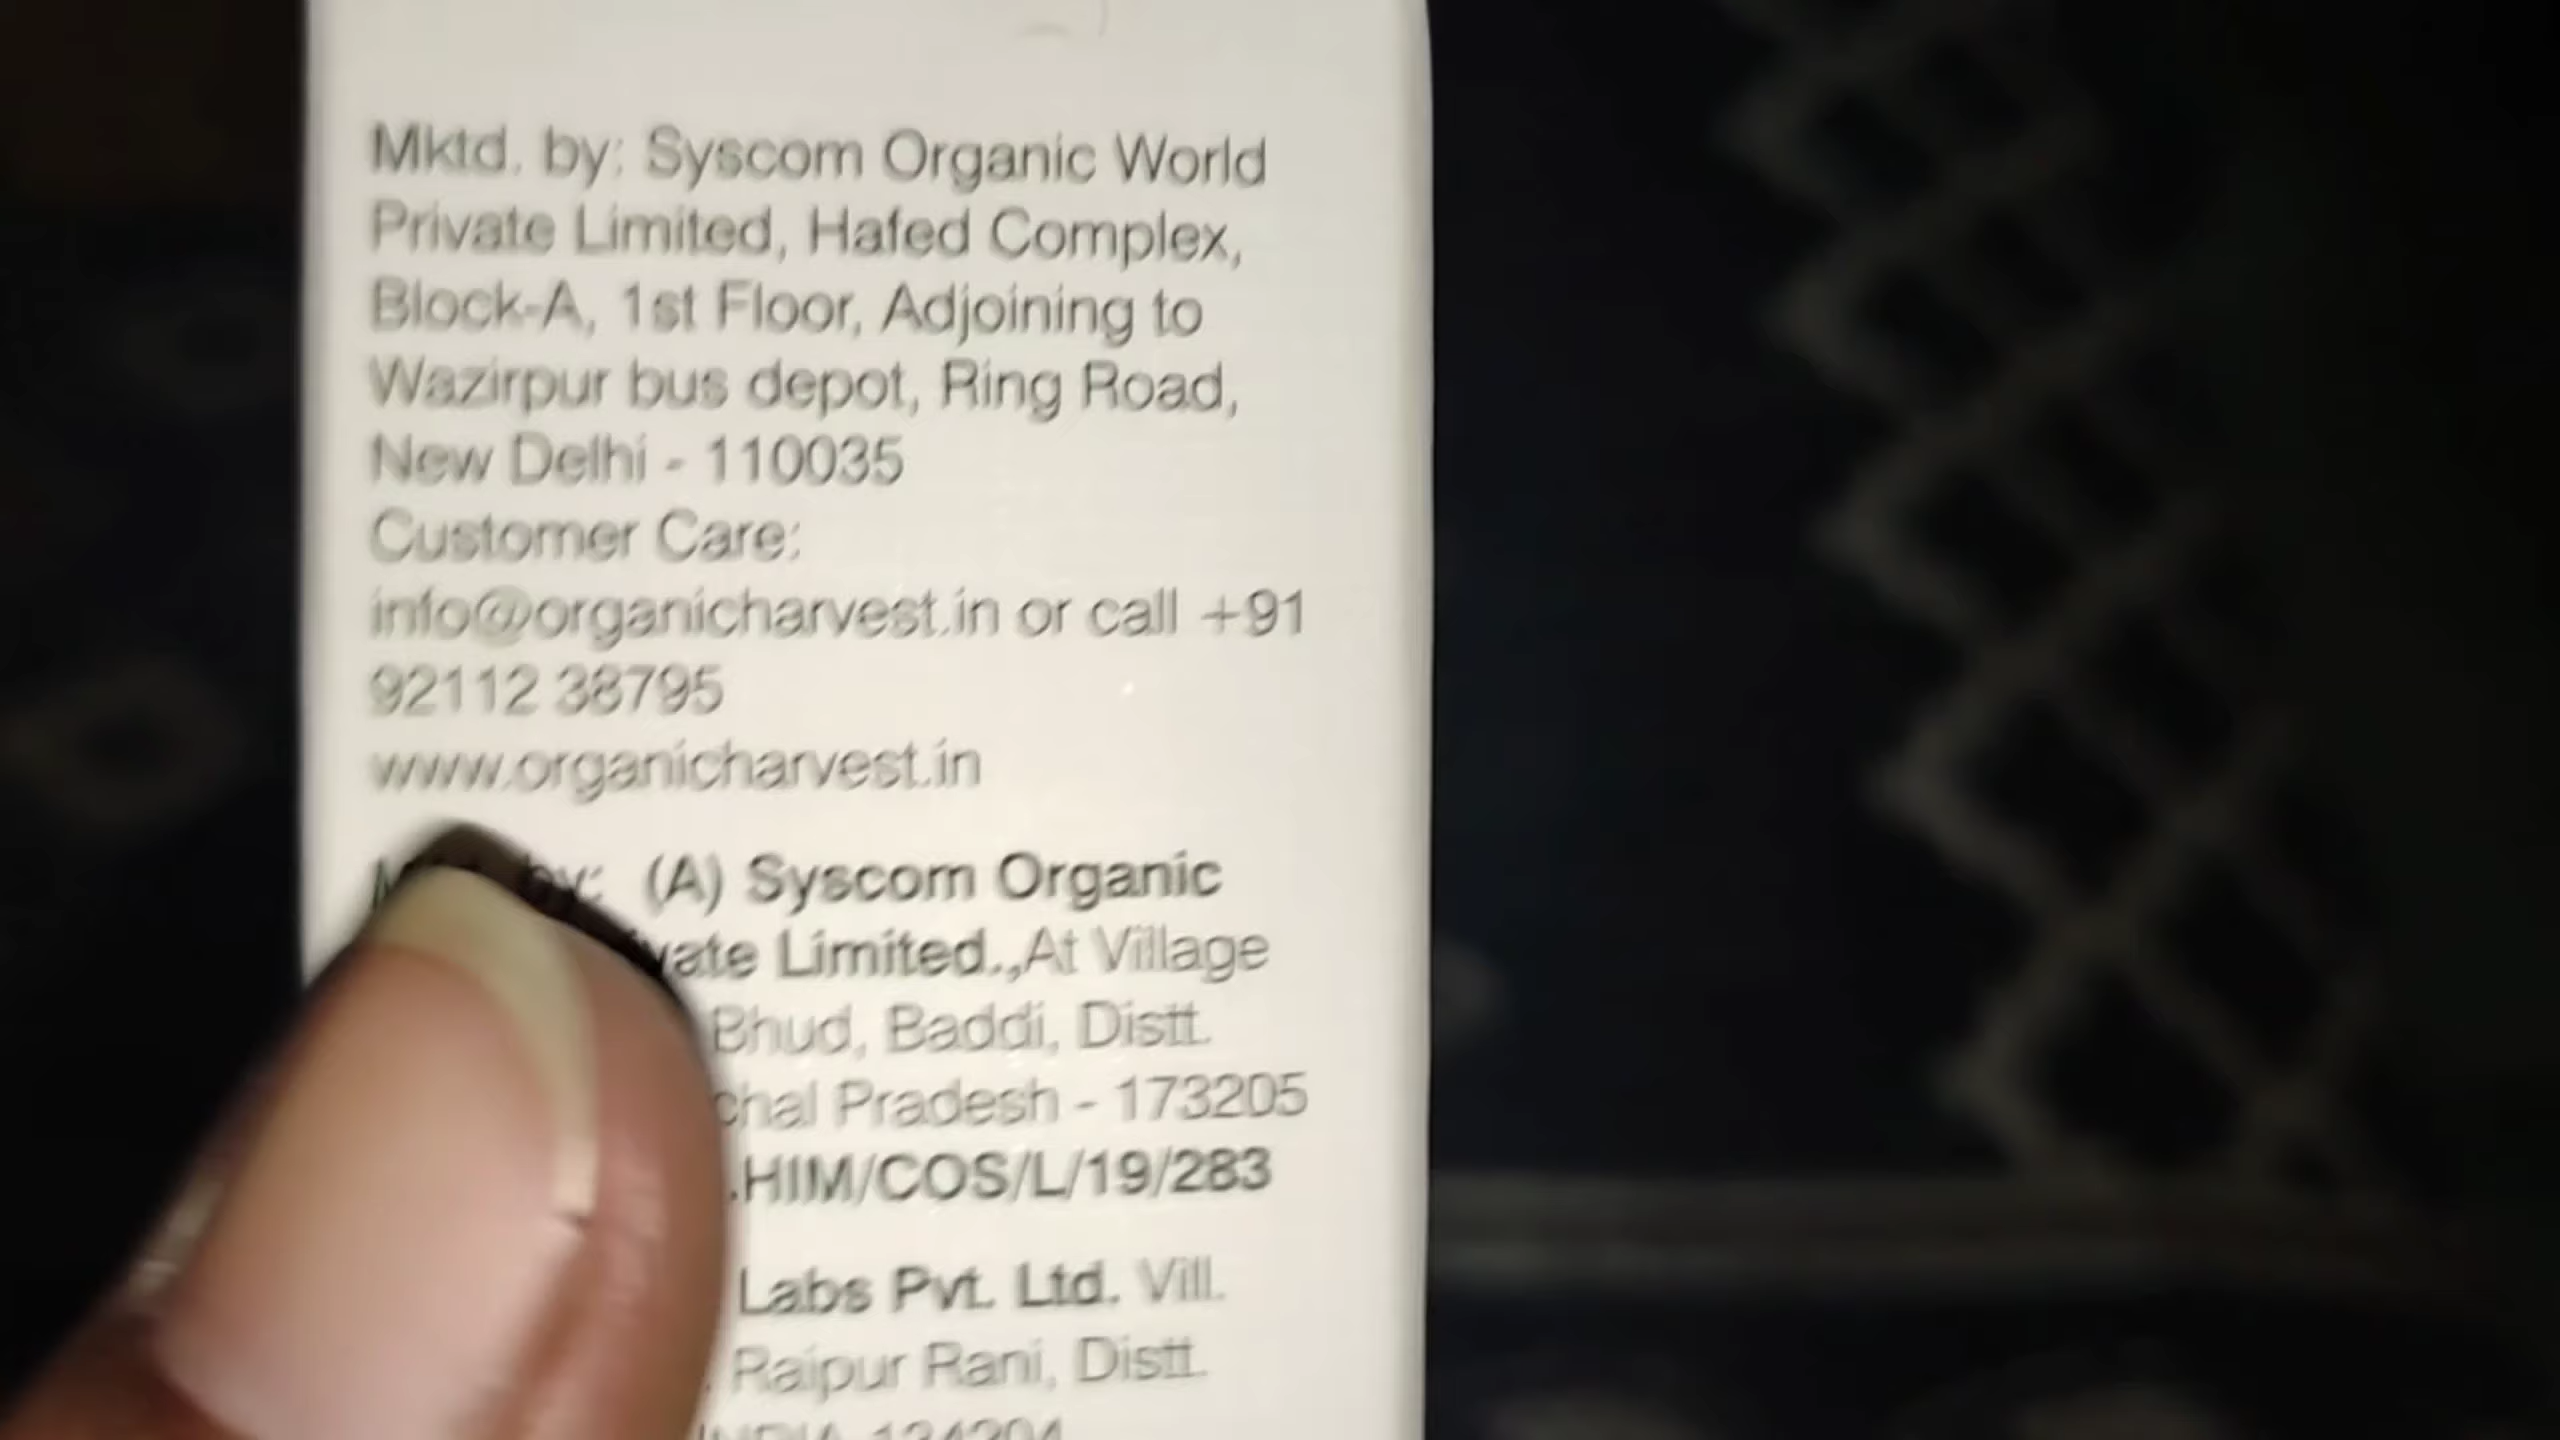 Mktd. by: Syscom Organic World
Private Limited, Hafed Complex,
Block-A, 1st Floor, Adjoining to
Wazirpur bus depot, Ring Road,
New Delhi - 110035
Customer Care:
info@organicharvest.in or call +91
92112 38795
www.organicharvest.in
by: (A) Syscom Organic
Limited.,At Village
Bhud, Baddi, Distt.
Pradesh - 173205
HIM/COS/L/19/283
Labs Pvt. Ltd. Vill.
Raipur Rani, Distt.